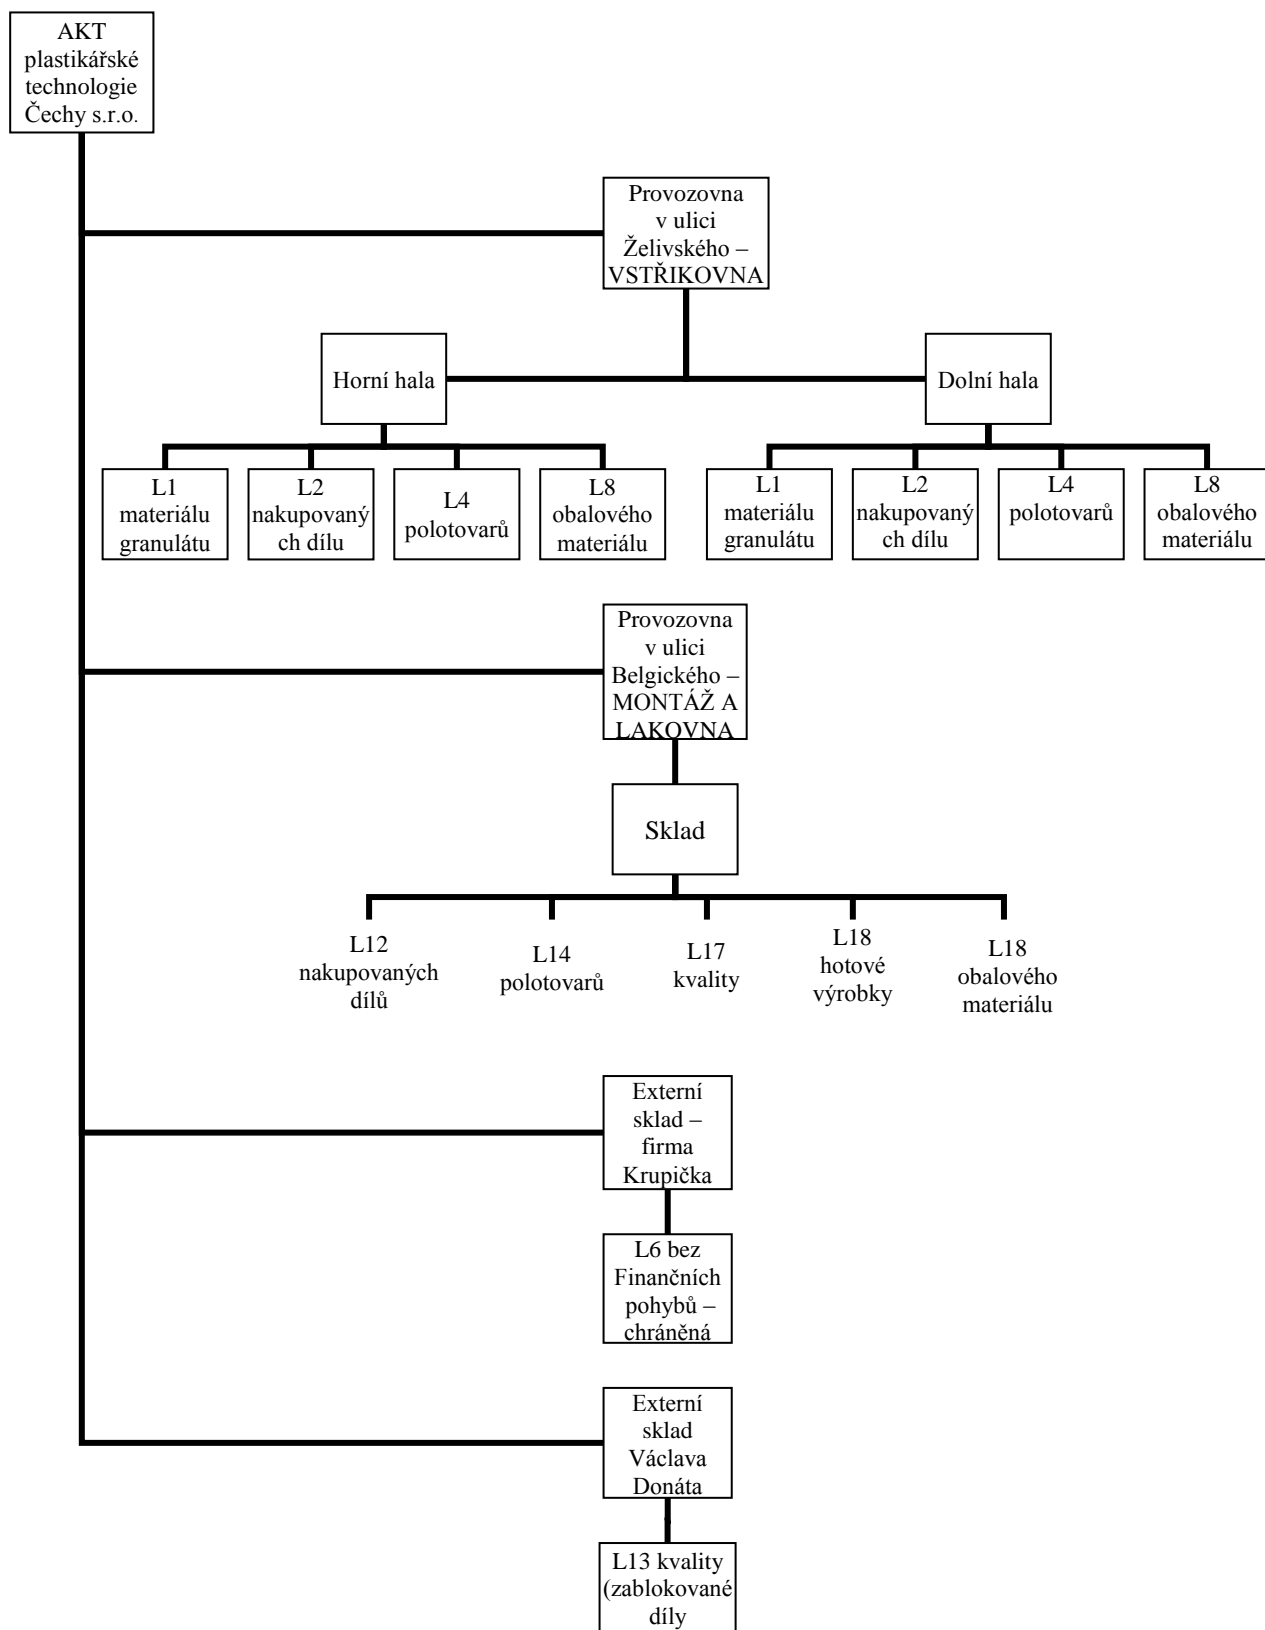 AKT
plastikářské
technologie
Čechy s.r.o.
Provozovna
v ulici
Želivského –
VSTŘIKOVNA
Horní hala
Dolní hala
L1
materiálu
granulátu
L2
nakupovaný
ch dílu
L4
polotovarů
L8
obalového
materiálu
L1
materiálu
granulátu
L2
nakupovaný
ch dílu
L4
polotovarů
L8
obalového
materiálu
Provozovna
v ulici
Belgického –
MONTÁŽ A
LAKOVNA
Sklad
L12
nakupovaných
dílů
L14
polotovarů
L17
kvality
L18
hotové
výrobky
L18
obalového
materiálu
Externí
sklad –
firma
Krupička
L6 bez
Finančních
pohybů –
chráněná
Externí
sklad
Václava
Donáta
L13 kvality
(zablokované
díly